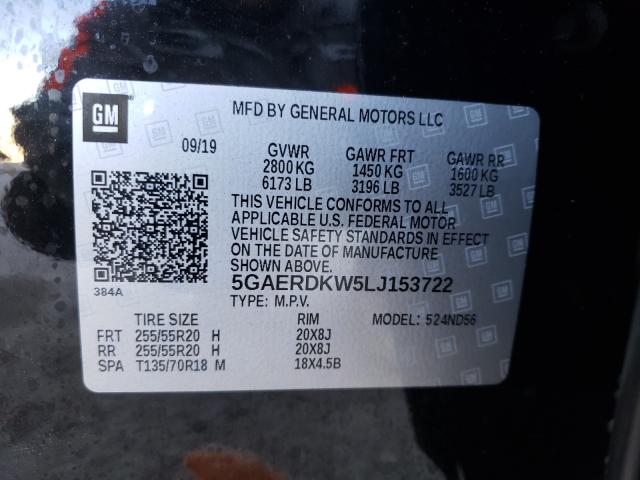 GM
MFD BY GENERAL MOTORS LLC
09/19 GVWR GAWR FRT GAWR RR
2800 KG 1450 KG 1600 KG
6173 LB 3196 LB 3527 LB
THIS VEHICLE CONFORMS TO ALL
APPLICABLE U.S. FEDERAL MOTOR
VEHICLE SAFETY STANDARDS IN EFFECT
ON THE DATE OF MANUFACTURE
SHOWN ABOVE.
384A
5GAERDKW5LJ153722
TYPE: M.P.V.
TIRE SIZE RIM MODEL: 524ND56
FRT 255/55R20 H 20X8J
RR 255/55R20 H 20X8J
SPA T135/70R18 M 18X4.5B